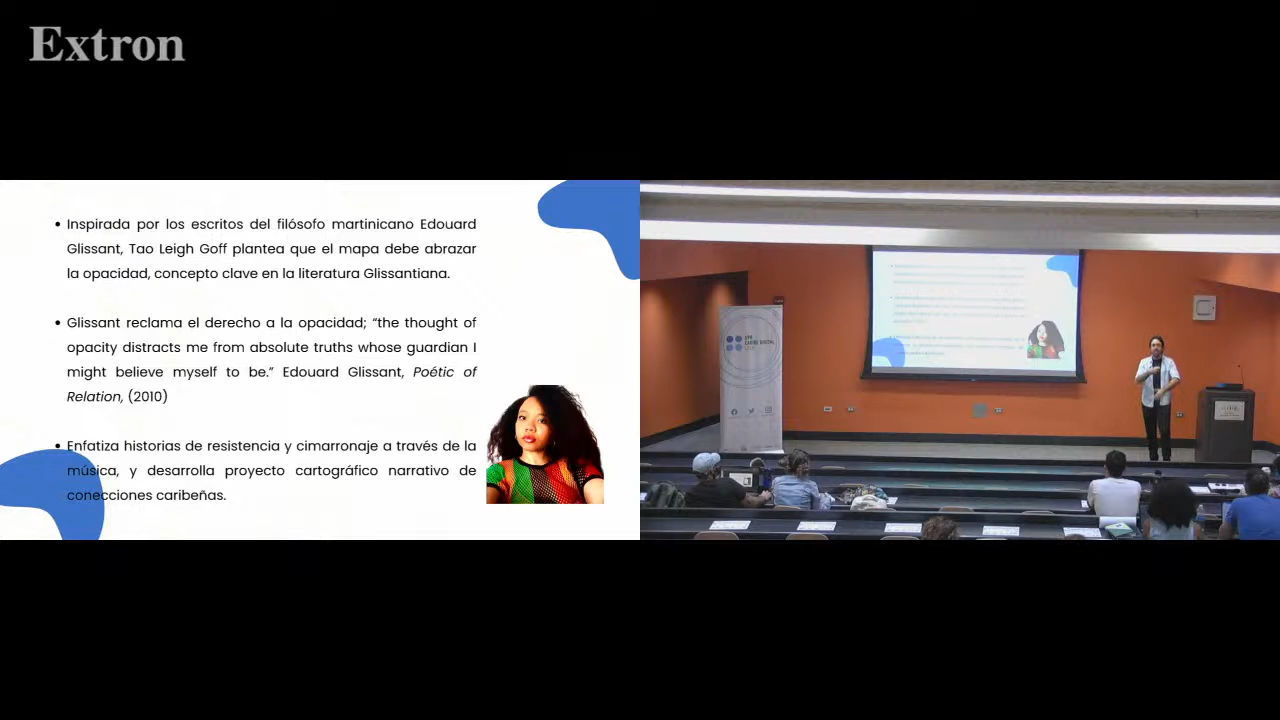 Extron
• Inspirada por los escritos del filósofo martinicano Edouard
Glissant, Tao Leigh Goff plantea que el mapa debe abrazar
la opacidad, concepto clave en la literatura Glissantiana.
• Glissant reclama el derecho a la opacidad; “the thought of
opacity distracts me from absolute truths whose guardian I
might believe myself to be.” Edouard Glissant, Poétic of
Relation, (2010)
• Enfatiza historias de resistencia y cimarronaje a través de la
música, y desarrolla proyecto cartográfico narrativo de
conecciones caribeñas.
UPR
CARIBE DIGITAL